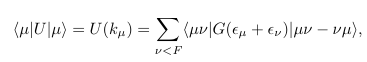 ⟨μ|U|μ⟩ = U(k_μ) = ∑_{ν<F} ⟨μν|G(ϵ_μ + ϵ_ν)|μν − νμ⟩,